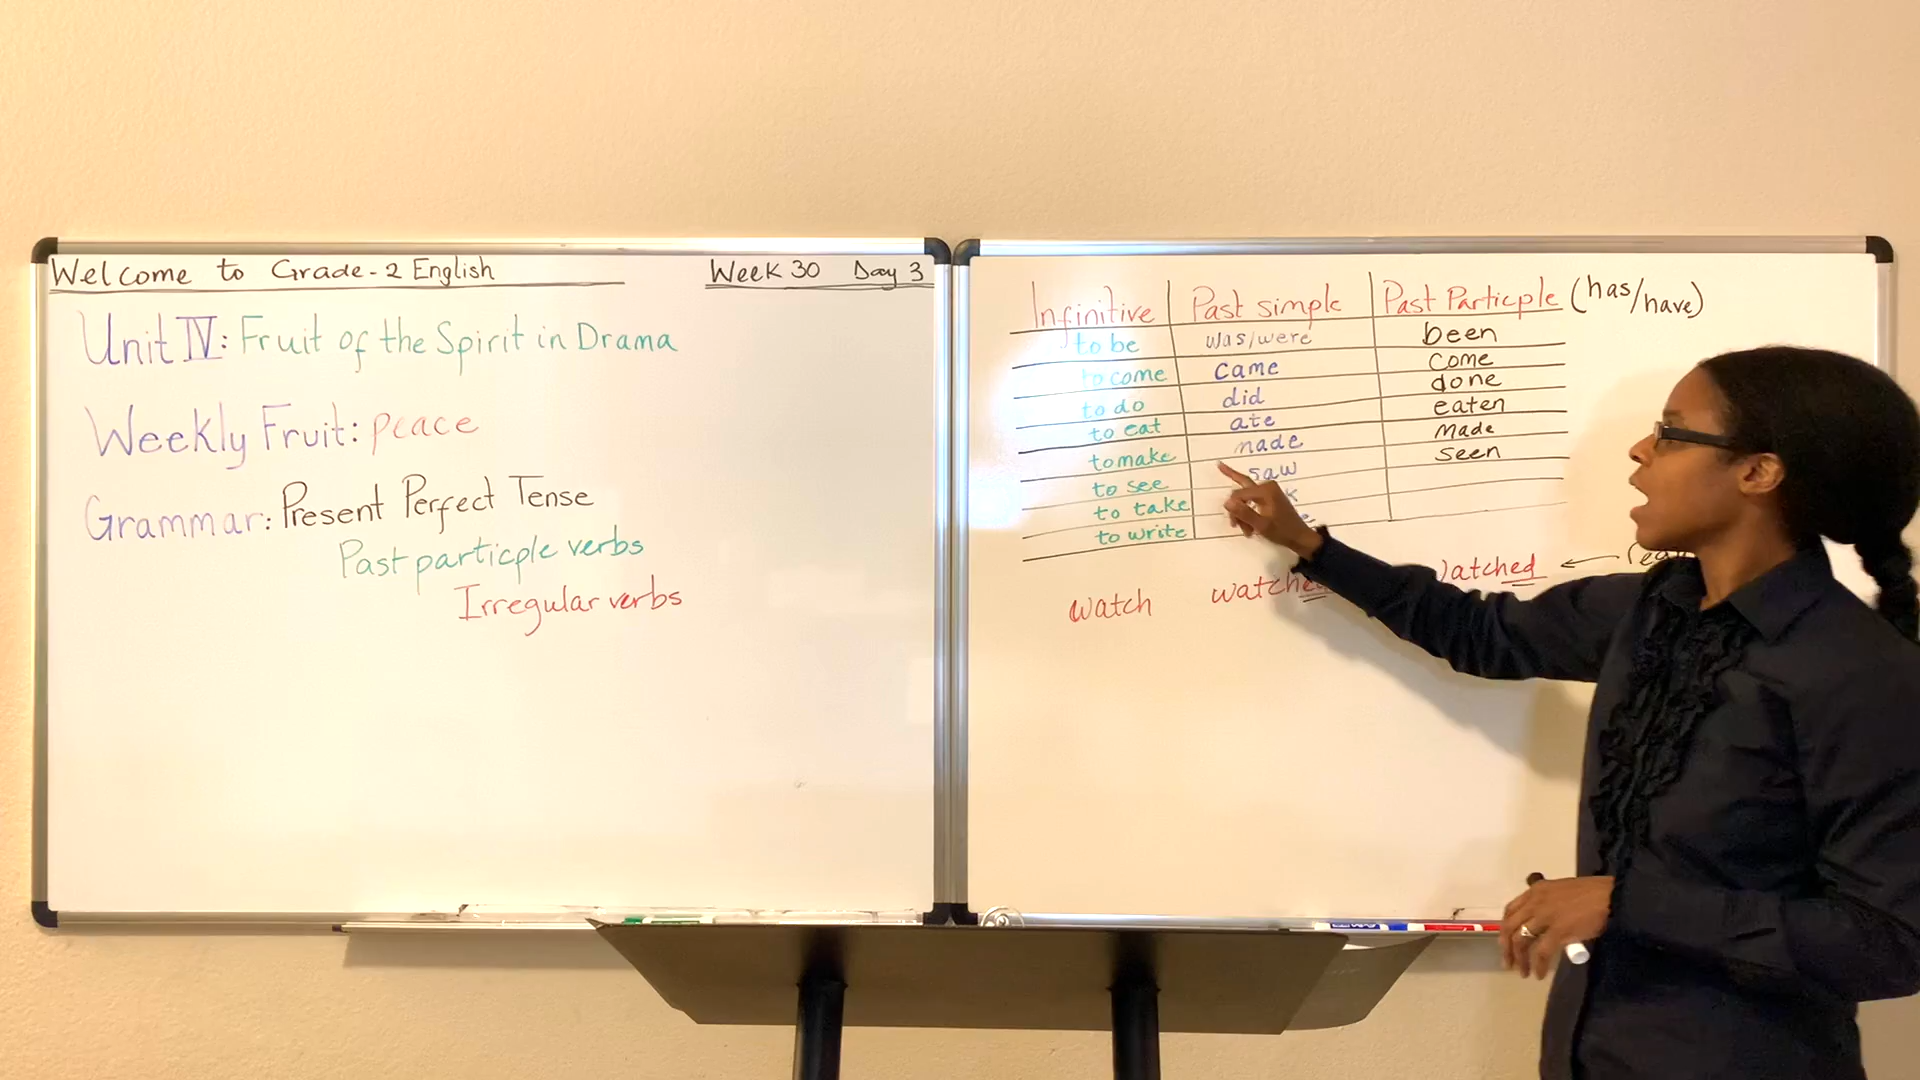 Welcome to Grade-2 English Week 30 Day 3
Unit IV: Fruit of the Spirit in Drama
Weekly Fruit: peace
Grammar: Present Perfect Tense
Past particple verbs
Irregular verbs
Infinitive Past simple Past Particple (has/have)
to be was/were been
to come came come
to do did done
to eat ate eaten
to make made made
to see saw seen
to take
to write
watch